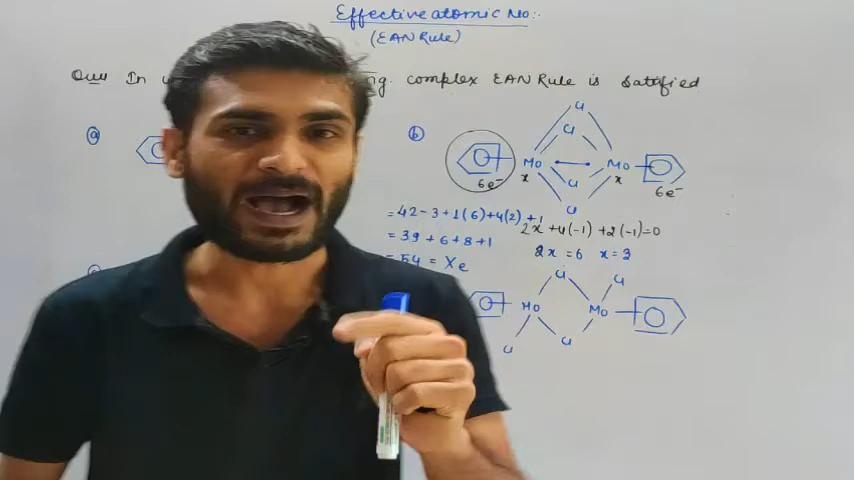 Effective atomic No:-
(EAN Rule)
Que In complex EAN Rule is satisfied
a
b
Cl
Cl
Mo Mo
6e⁻ x x 6e⁻
Cl
Cl
= 42 - 3 + 1(6) + 4(2) + 1
2x + 4(-1) + 2(-1) = 0
= 39 + 6 + 8 + 1
2x = 6 x = 3
= 54 = Xe
Cl Cl
Mo Mo
Cl Cl